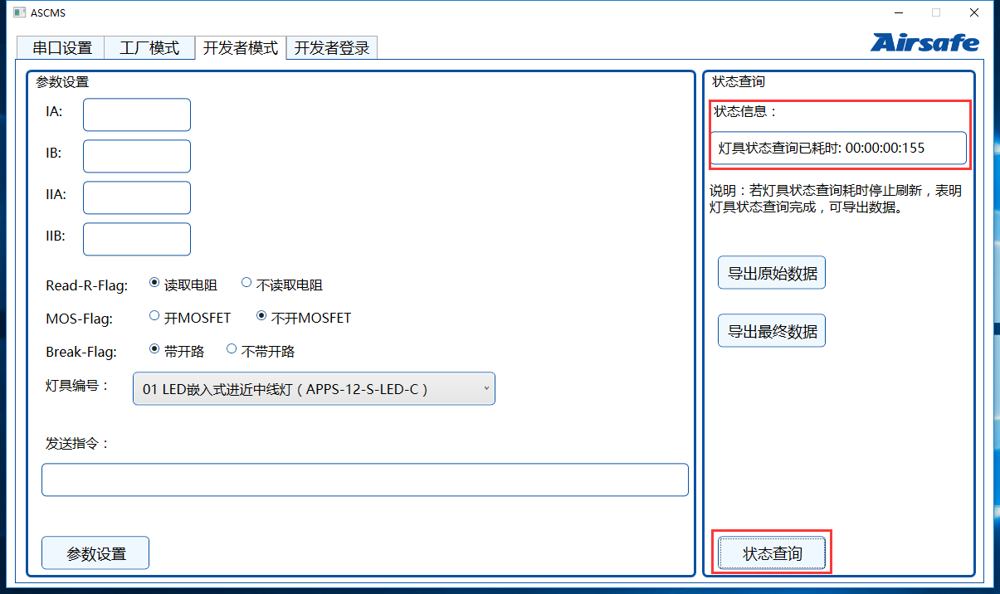 ASCMS
串口设置 工厂模式 开发者模式 开发者登录
Airsafe
参数设置
IA:
IB:
IIA:
IIB:
Read-R-Flag: 读取电阻 不读取电阻
MOS-Flag: 开MOSFET 不开MOSFET
Break-Flag: 带开路 不带开路
灯具编号： 01 LED嵌入式进近中线灯（APPS-12-S-LED-C）
发送指令：
参数设置
状态查询
状态信息：
灯具状态查询已耗时: 00:00:00:155
说明：若灯具状态查询耗时停止刷新，表明
灯具状态查询完成，可导出数据。
导出原始数据
导出最终数据
状态查询